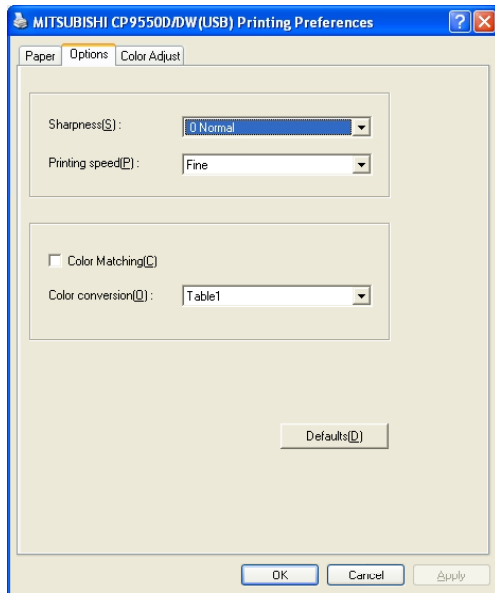 MITSUBISHI CP9550D/DW(USB) Printing Preferences
Paper Options Color Adjust
Sharpness(S) : 0 Normal
Printing speed(P) : Fine
Color Matching(C)
Color conversion(O) : Table1
Defaults(D)
OK Cancel Apply